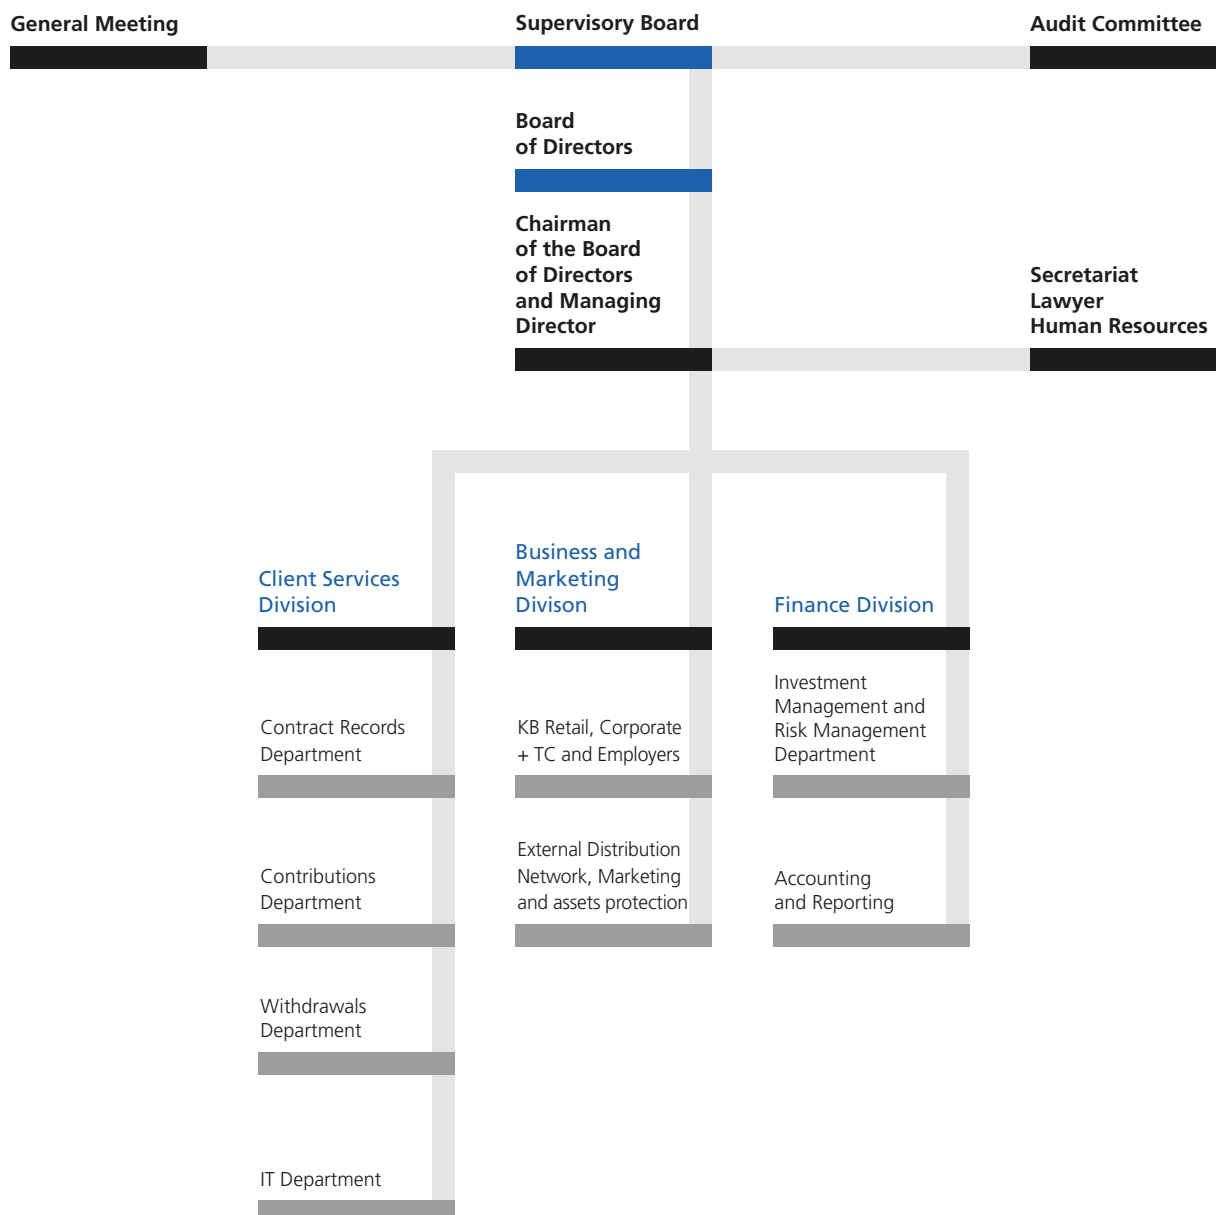 General Meeting
Supervisory Board
Audit Committee
Board
of Directors
Chairman
of the Board
of Directors
and Managing
Director
Secretariat
Lawyer
Human Resources
Client Services
Division
Business and
Marketing
Divison
Finance Division
Contract Records
Department
KB Retail, Corporate
+ TC and Employers
Investment
Management and
Risk Management
Department
Contributions
Department
External Distribution
Network, Marketing
and assets protection
Accounting
and Reporting
Withdrawals
Department
IT Department